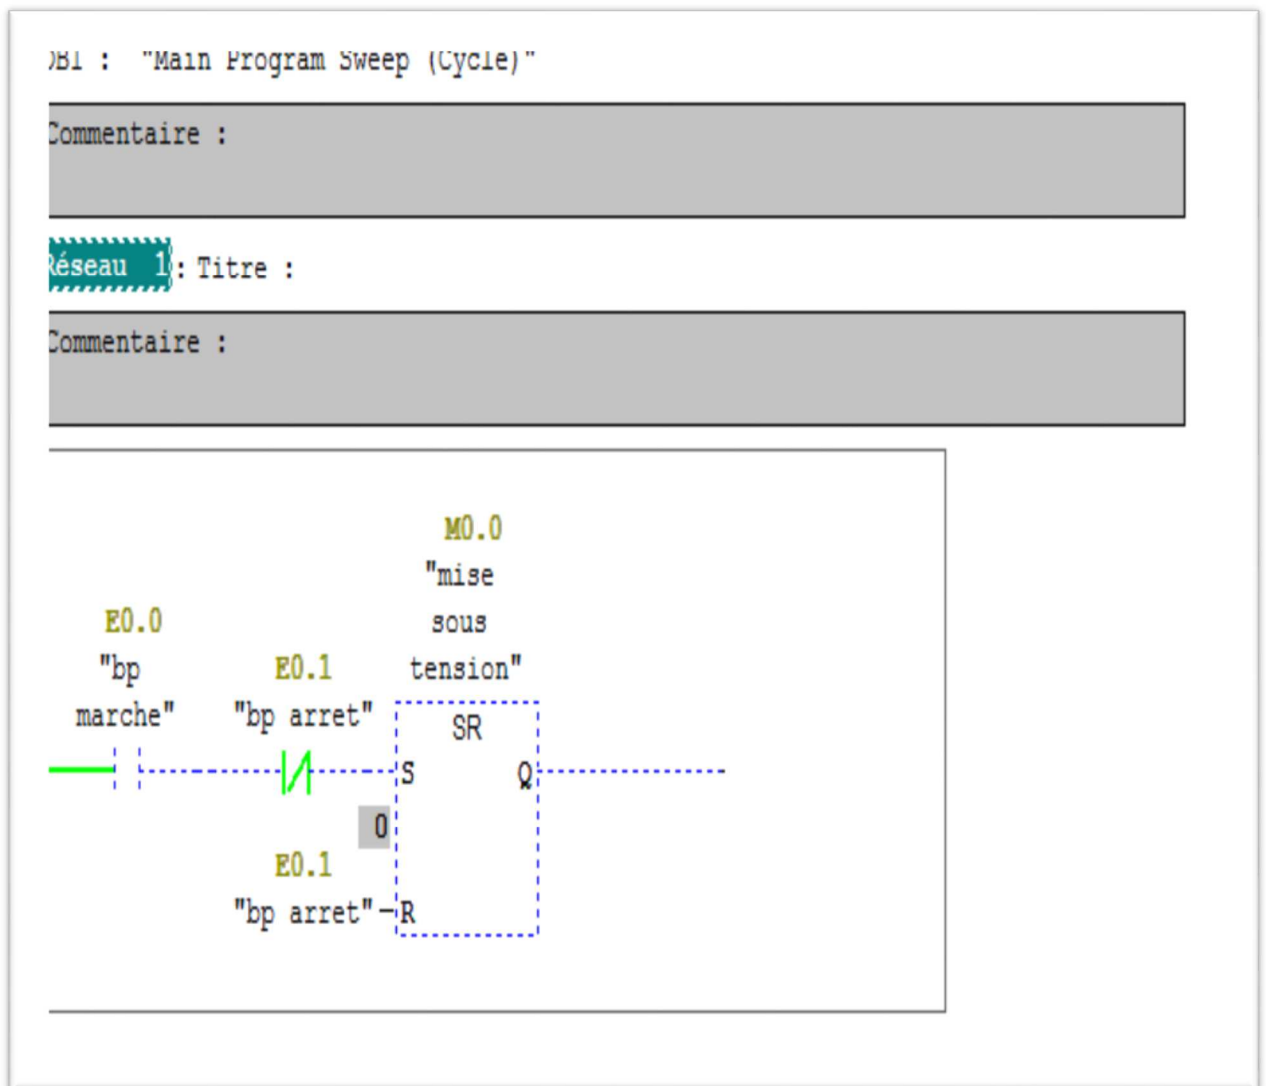 OB1 : "Main Program Sweep (Cycle)"
Commentaire :
Réseau 1: Titre :
Commentaire :
M0.0
"mise
sous
tension"
E0.0
"bp
marche"
E0.1
"bp arret"
SR
S
Q
0
E0.1
"bp arret"
R